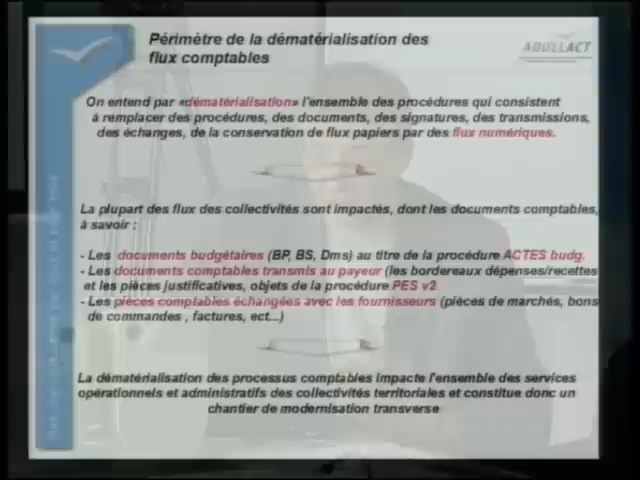 Périmètre de la dématérialisation des
flux comptables
ADULLACT
On entend par «dématérialisation» l'ensemble des procédures qui consistent
à remplacer des procédures, des documents, des signatures, des transmissions,
des échanges, de la conservation de flux papiers par des flux numériques.
La plupart des flux des collectivités sont impactés, dont les documents comptables,
à savoir :
- Les documents budgétaires (BP, BS, Dms) au titre de la procédure ACTES budg.
- Les documents comptables transmis au payeur (les bordereaux dépenses/recettes
et les pièces justificatives, objets de la procédure PES v2
- Les pièces comptables échangées avec les fournisseurs (pièces de marchés, bons
de commandes , factures, ect...)
La dématérialisation des processus comptables impacte l'ensemble des services
opérationnels et administratifs des collectivités territoriales et constitue donc un
chantier de modernisation transverse